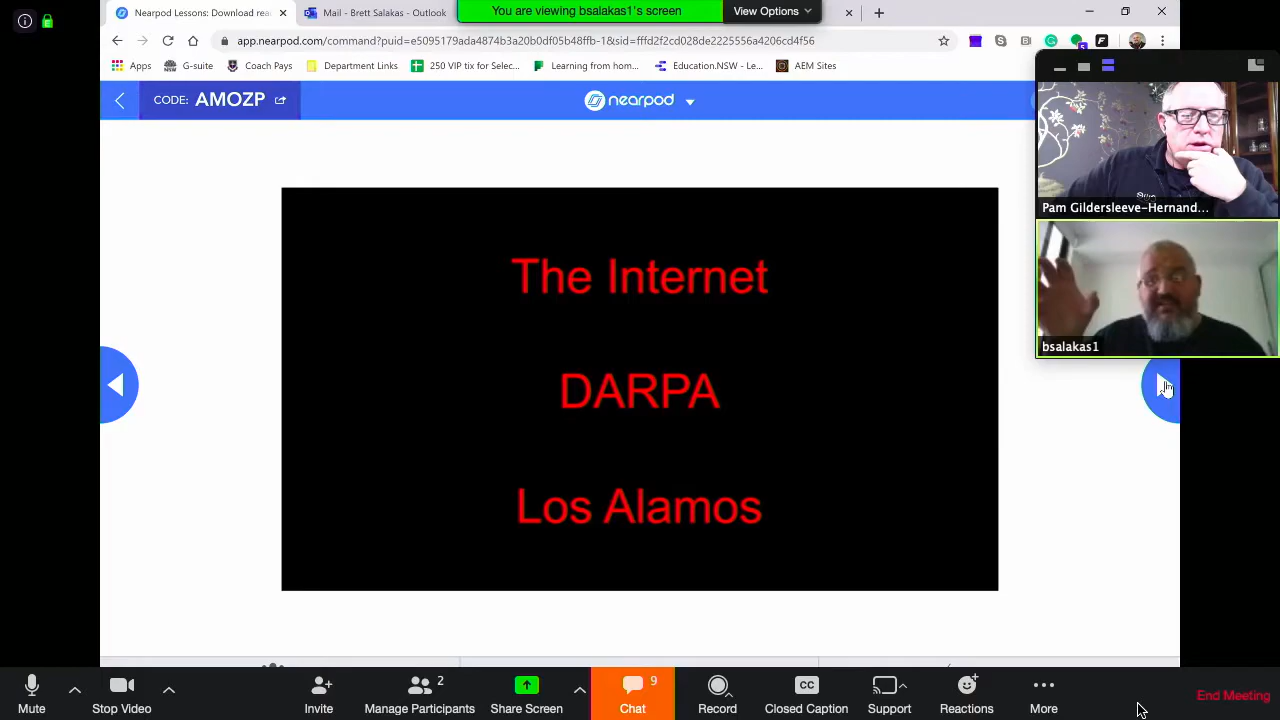 Nearpod Lessons: Download rea
Mail - Brett Salakas - Outlook
You are viewing bsalakas1's screen
View Options
app.nearpod.com/command?puid=e5096c179ada4874b3a20b0df05b48ffb-1&sid=fffd2f2cd028de2225556a4206cd4f56
Apps
G-suite
Coach Pays
Department Links
250 VIP tix for Selec...
Learning from hom...
Education.NSW - Le...
AEM Sites
CODE: AMOZP
nearpod
Pam Gildersleeve-Hernand...
bsalakas1
The Internet
DARPA
Los Alamos
Mute
Stop Video
Invite
2
Manage Participants
Share Screen
9
Chat
Record
CC
Closed Caption
Support
Reactions
More
End Meeting